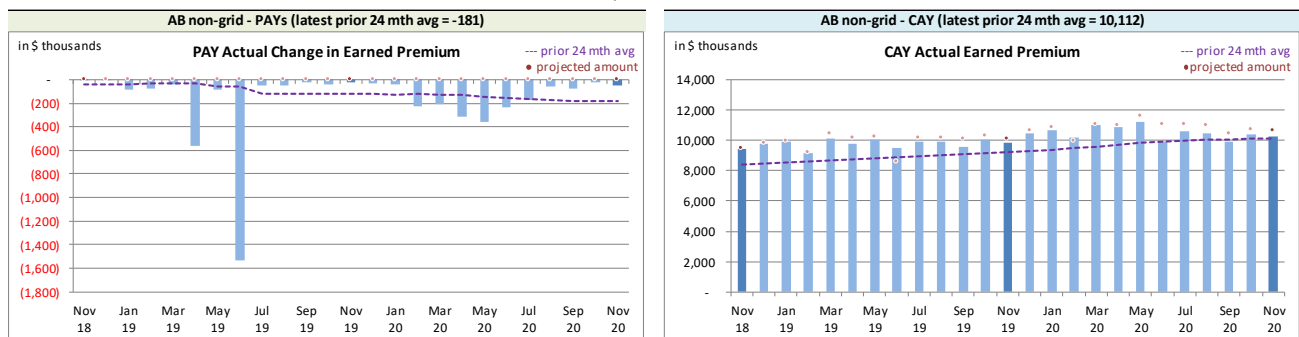 AB non-grid - PAYs (latest prior 24 mth avg = -181)
in $ thousands
PAY Actual Change in Earned Premium
--- prior 24 mth avg
• projected amount
-
(200)
(400)
(600)
(800)
(1,000)
(1,200)
(1,400)
(1,600)
(1,800)
Nov Jan Mar May Jul Sep Nov Jan Mar May Jul Sep Nov
18 19 19 19 19 19 19 20 20 20 20 20 20
AB non-grid - CAY (latest prior 24 mth avg = 10,112)
in $ thousands
CAY Actual Earned Premium
--- prior 24 mth avg
•projected amount
14,000
12,000
10,000
8,000
6,000
4,000
2,000
-
Nov Jan Mar May Jul Sep Nov Jan Mar May Jul Sep Nov
18 19 19 19 19 19 19 20 20 20 20 20 20